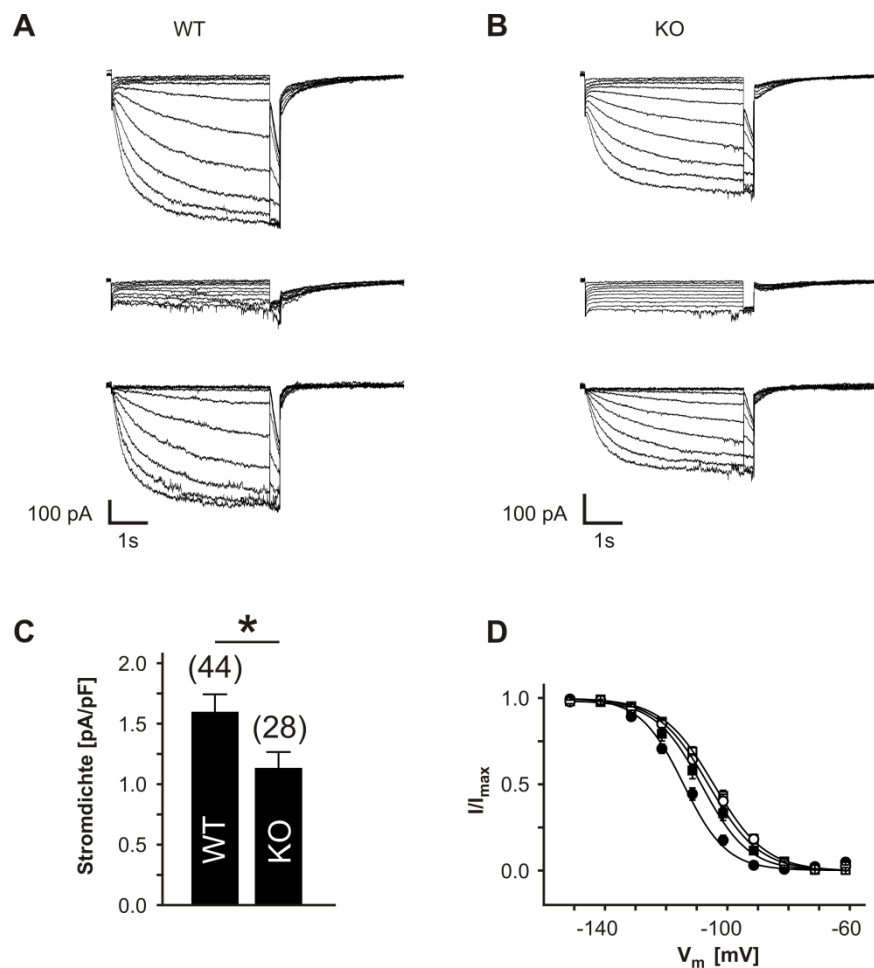 A WT B KO
100 pA 100 pA
1s 1s
C D
*
(44)
(28)
WT
KO
Stromdichte [pA/pF]
2.0
1.5
1.0
0.5
0.0
I/Imax
1.0
0.5
0.0
-140 -100 -60
Vm [mV]